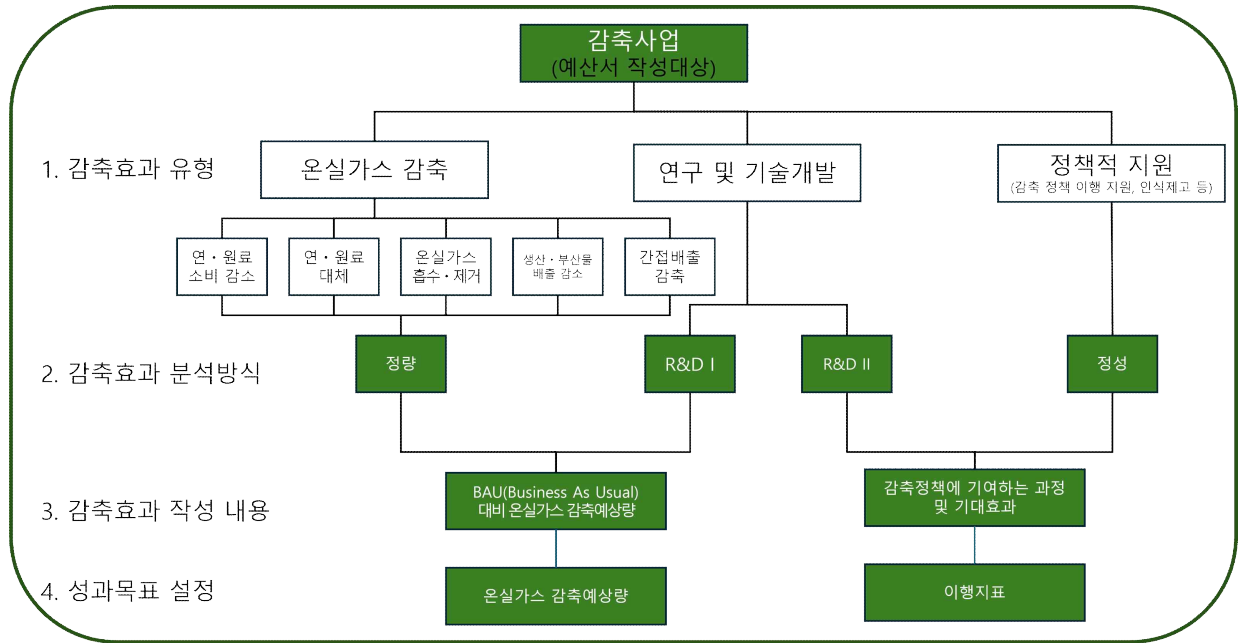 감축사업
(예산서 작성대상)
1. 감축효과 유형
온실가스 감축
연구 및 기술개발
정책적 지원
(감축 정책 이행 지원, 인식제고 등)
연・원료
소비 감소
연・원료
대체
온실가스
흡수・제거
생산・부산물
배출 감소
간접배출
감축
2. 감축효과 분석방식
정량
R&D I
R&D II
정성
3. 감축효과 작성 내용
BAU(Business As Usual)
대비 온실가스 감축예상량
감축정책에 기여하는 과정
및 기대효과
4. 성과목표 설정
온실가스 감축예상량
이행지표